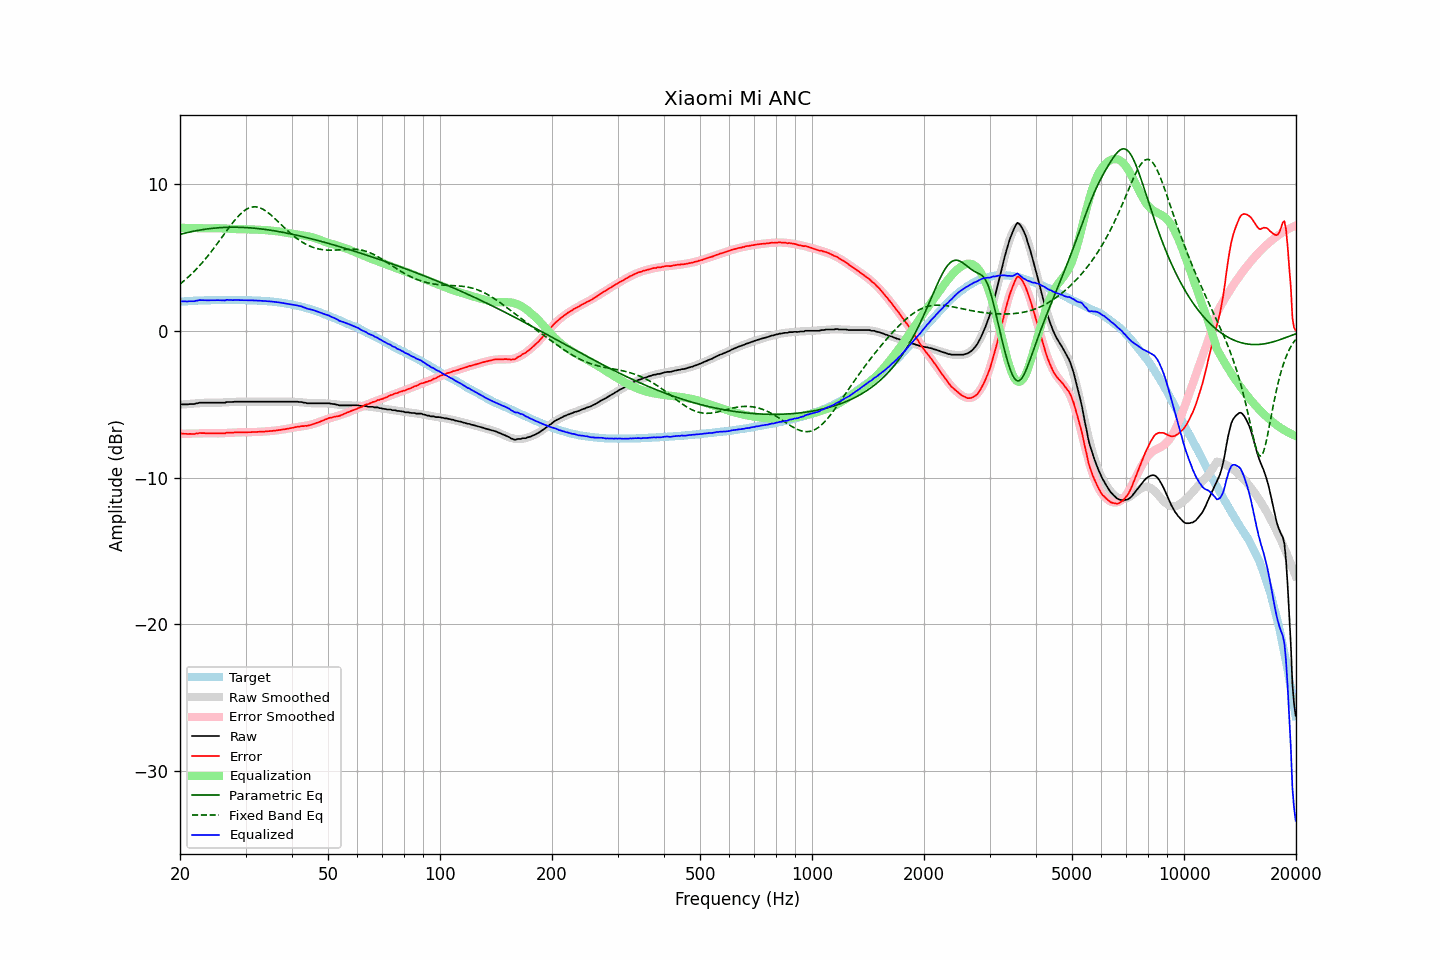 Xiaomi Mi ANC
10
0
−10
−20
−30
Amplitude (dBr)
Target
Raw Smoothed
Error Smoothed
Raw
Error
Equalization
Parametric Eq
Fixed Band Eq
Equalized
20 50 100 200 500 1000 2000 5000 10000 20000
Frequency (Hz)